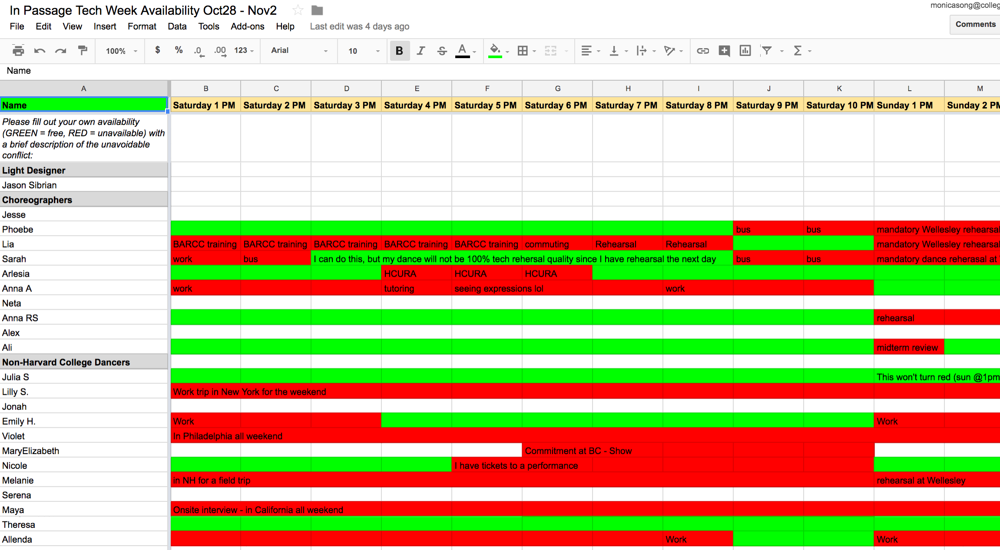 In Passage Tech Week Availability Oct28 - Nov2
monicasong@colleg
File Edit View Insert Format Data Tools Add-ons Help Last edit was 4 days ago
Comments
100% $ % .0 .00 123 Arial 10 B I S A Σ
Name
A B C D E F G H I J K L M
Name Saturday 1 PM Saturday 2 PM Saturday 3 PM Saturday 4 PM Saturday 5 PM Saturday 6 PM Saturday 7 PM Saturday 8 PM Saturday 9 PM Saturday 10 PM Sunday 1 PM Sunday 2 PM
Please fill out your own availability
(GREEN = free, RED = unavailable) with
a brief description of the unavoidable
conflict:
Light Designer
Jason Sibrian
Choreographers
Jesse
Phoebe bus bus mandatory Wellesley rehearsal
Lia BARCC training BARCC training BARCC training BARCC training BARCC training commuting Rehearsal Rehearsal mandatory Wellesley rehearsal
Sarah work bus I can do this, but my dance will not be 100% tech rehersal quality since I have rehearsal the next day bus bus mandatory dance reherasal at
Arlesia HCURA HCURA HCURA
Anna A work tutoring seeing expressions lol work
Neta
Anna RS rehearsal
Alex
Ali midterm review
Non-Harvard College Dancers
Julia S This won't turn red (sun @1pm
Lilly S. Work trip in New York for the weekend
Jonah
Emily H. Work Work
Violet In Philadelphia all weekend
MaryElizabeth Commitment at BC - Show
Nicole I have tickets to a performance
Melanie in NH for a field trip rehearsal at Wellesley
Serena
Maya Onsite interview - in California all weekend
Theresa
Allenda Work Work